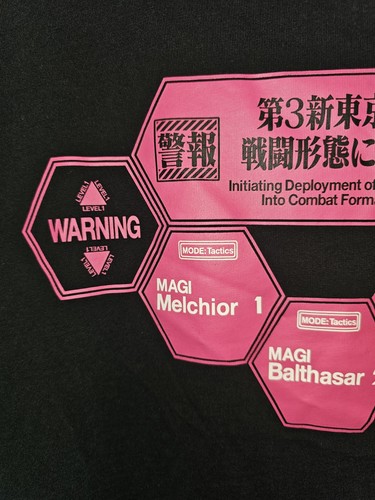 第3新東京
警報
戦闘形態に
Initiating Deployment of
Into Combat Forma
LEVEL1
LEVEL1
LEVEL1
WARNING
LEVEL1
LEVEL1
LEVEL1
MODE:Tactics
MAGI
Melchior 1
MODE:Tactics
MAGI
Balthasar